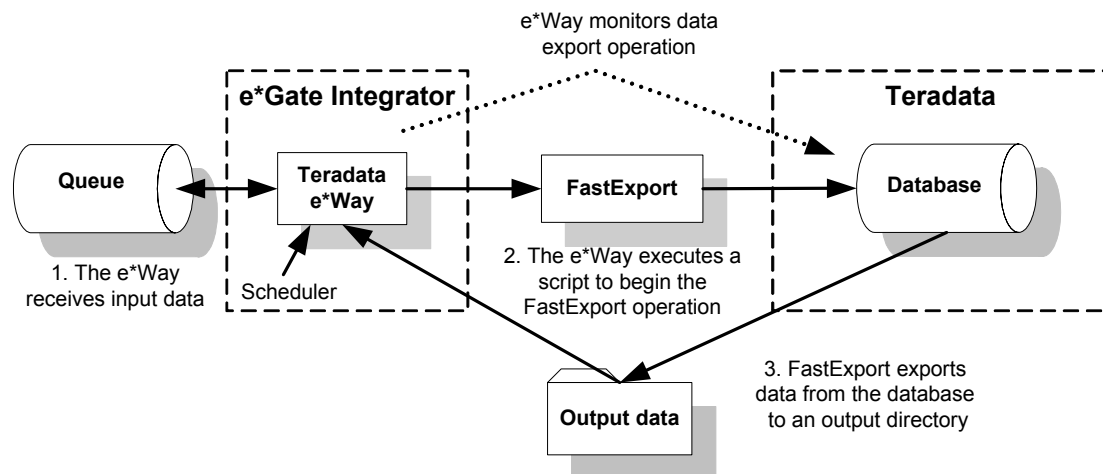 e*Way monitors data
export operation
e*Gate Integrator
Teradata
Queue
Teradata
e*Way
FastExport
Database
1. The e*Way
receives input data
Scheduler
2. The e*Way executes a
script to begin the
FastExport operation
3. FastExport exports
data from the database
to an output directory
Output data